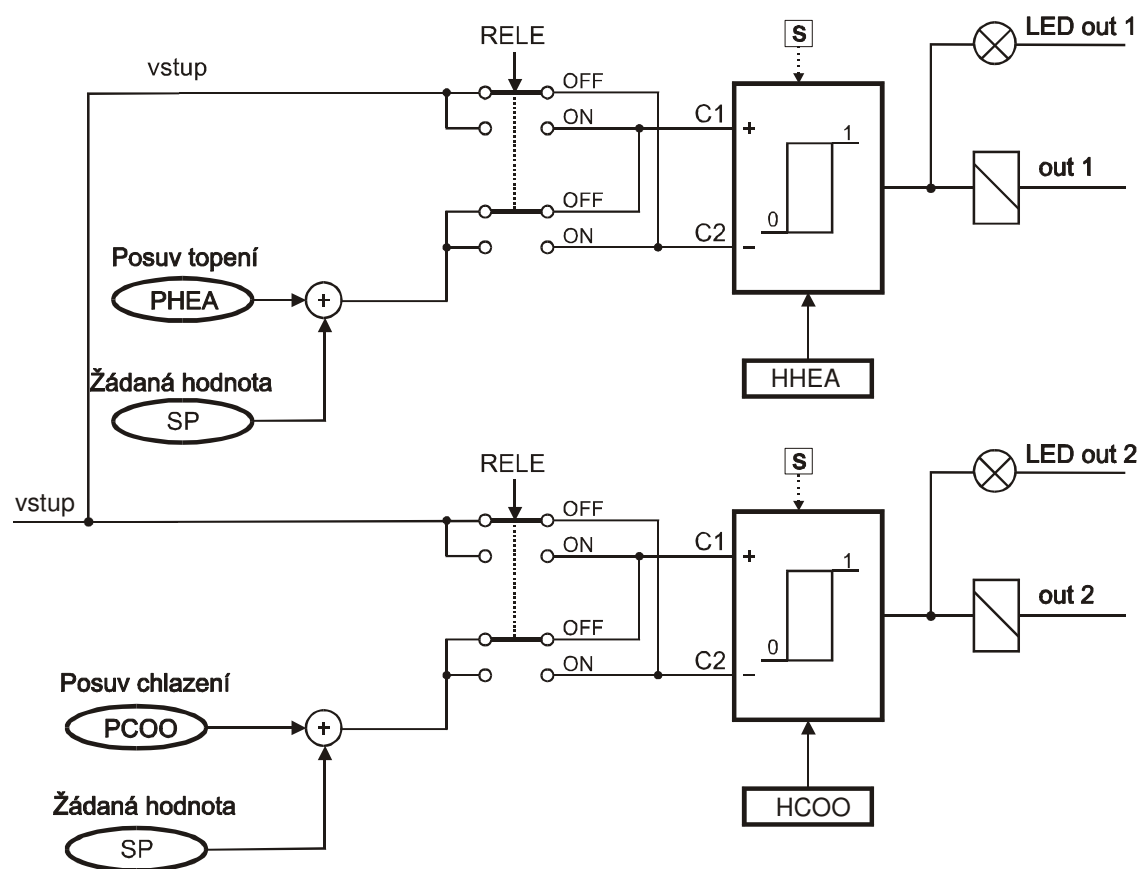 RELE
S
LED out 1
vstup
OFF
ON
C1
+
1
out 1
OFF
0
ON
C2
−
Posuv topení
PHEA
+
HHEA
Žádaná hodnota
SP
RELE
S
LED out 2
vstup
OFF
ON
C1
+
1
out 2
OFF
0
ON
C2
−
Posuv chlazení
PCOO
+
HCOO
Žádaná hodnota
SP